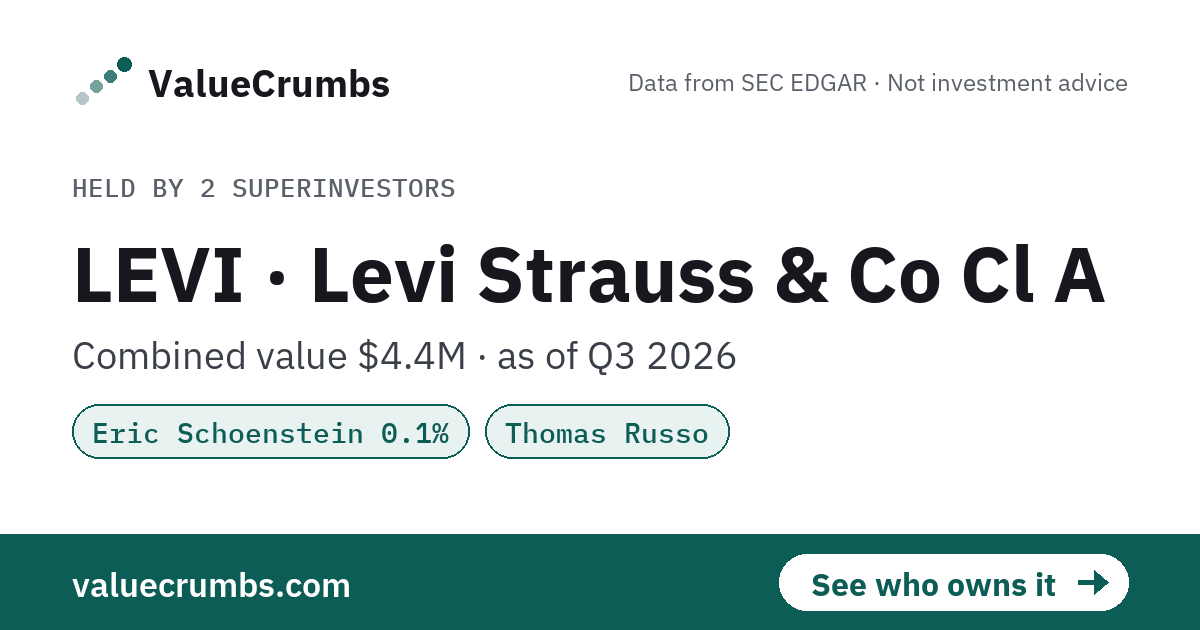 ValueCrumbs
Data from SEC EDGAR · Not investment advice
HELD BY 2 SUPERINVESTORS
LEVI · Levi Strauss & Co Cl A
Combined value $4.4M · as of Q3 2026
Eric Schoenstein 0.1%
Thomas Russo
valuecrumbs.com
See who owns it →